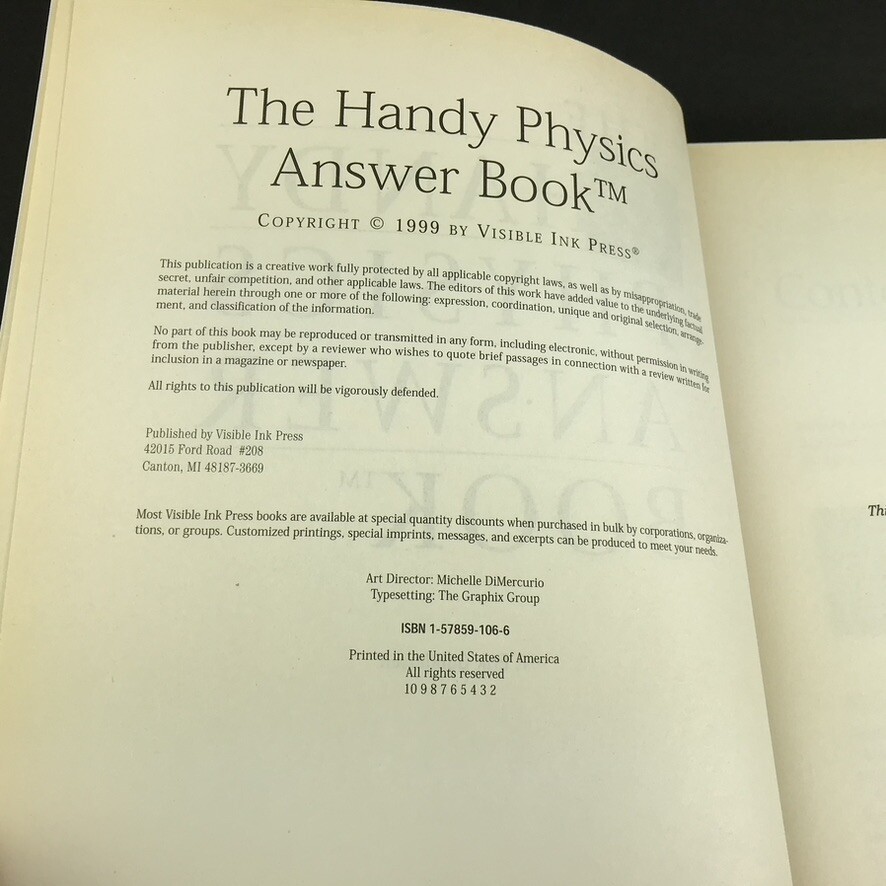 The Handy Physics
Answer Book™
COPYRIGHT © 1999 BY VISIBLE INK PRESS®
This publication is a creative work fully protected by all applicable copyright laws, as well as by misappropriation, trade
secret, unfair competition, and other applicable laws. The editors of this work have added value to the underlying factual
material herein through one or more of the following: expression, coordination, unique and original selection, arrange-
ment, and classification of the information.
No part of this book may be reproduced or transmitted in any form, including electronic, without permission in writing
from the publisher, except by a reviewer who wishes to quote brief passages in connection with a review written for
inclusion in a magazine or newspaper.
All rights to this publication will be vigorously defended.
Published by Visible Ink Press
42015 Ford Road #208
Canton, MI 48187-3669
Most Visible Ink Press books are available at special quantity discounts when purchased in bulk by corporations, organiza-
tions, or groups. Customized printings, special imprints, messages, and excerpts can be produced to meet your needs.
Art Director: Michelle DiMercurio
Typesetting: The Graphix Group
ISBN 1-57859-106-6
Printed in the United States of America
All rights reserved
10 9 8 7 6 5 4 3 2